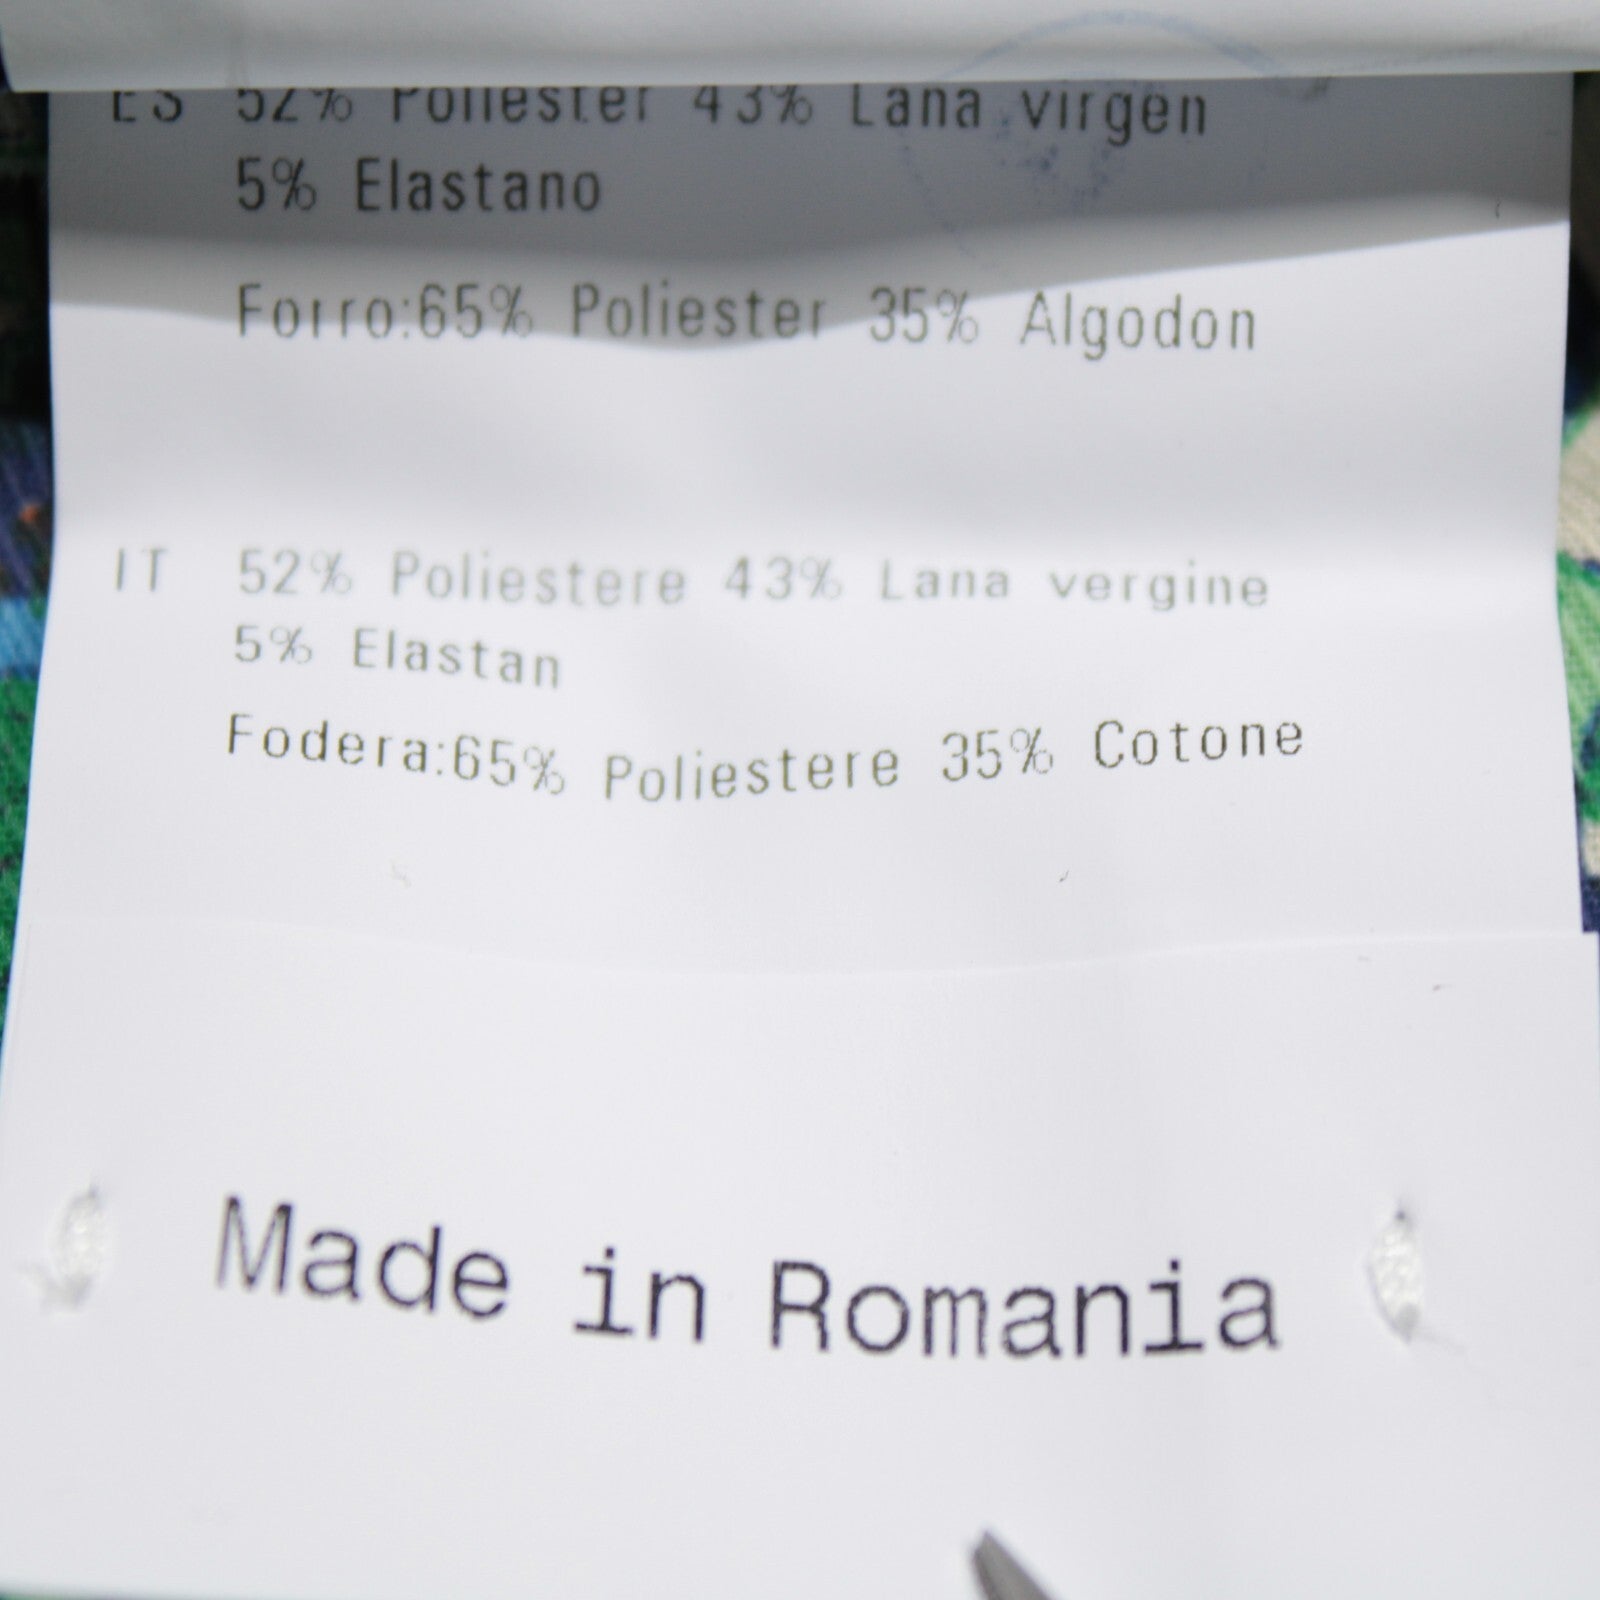 ES 52% Poliester 43% Lana virgen
5% Elastano
Forro:65% Poliester 35% Algodon
IT 52% Poliestere 43% Lana vergine
5% Elastan
Fodera:65% Poliestere 35% Cotone
Made in Romania